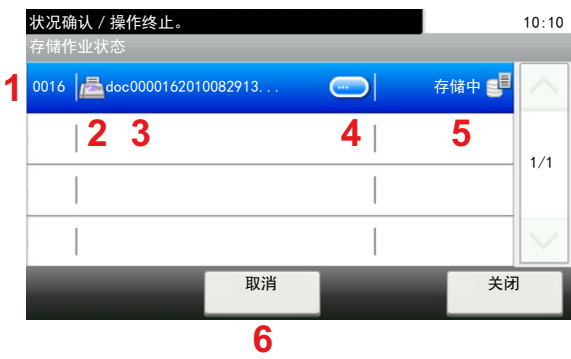 状况确认 / 操作终止。 10:10
存储作业状态
1 0016 doc0000162010082913... ... 存储中
2 3 4 5
1/1
取消 关闭
6